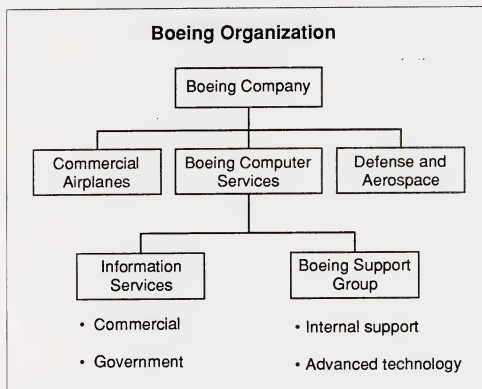 Boeing Organization
Boeing Company
Commercial
Airplanes
Boeing Computer
Services
Defense and
Aerospace
Information
Services
Boeing Support
Group
• Commercial
• Government
• Internal support
• Advanced technology